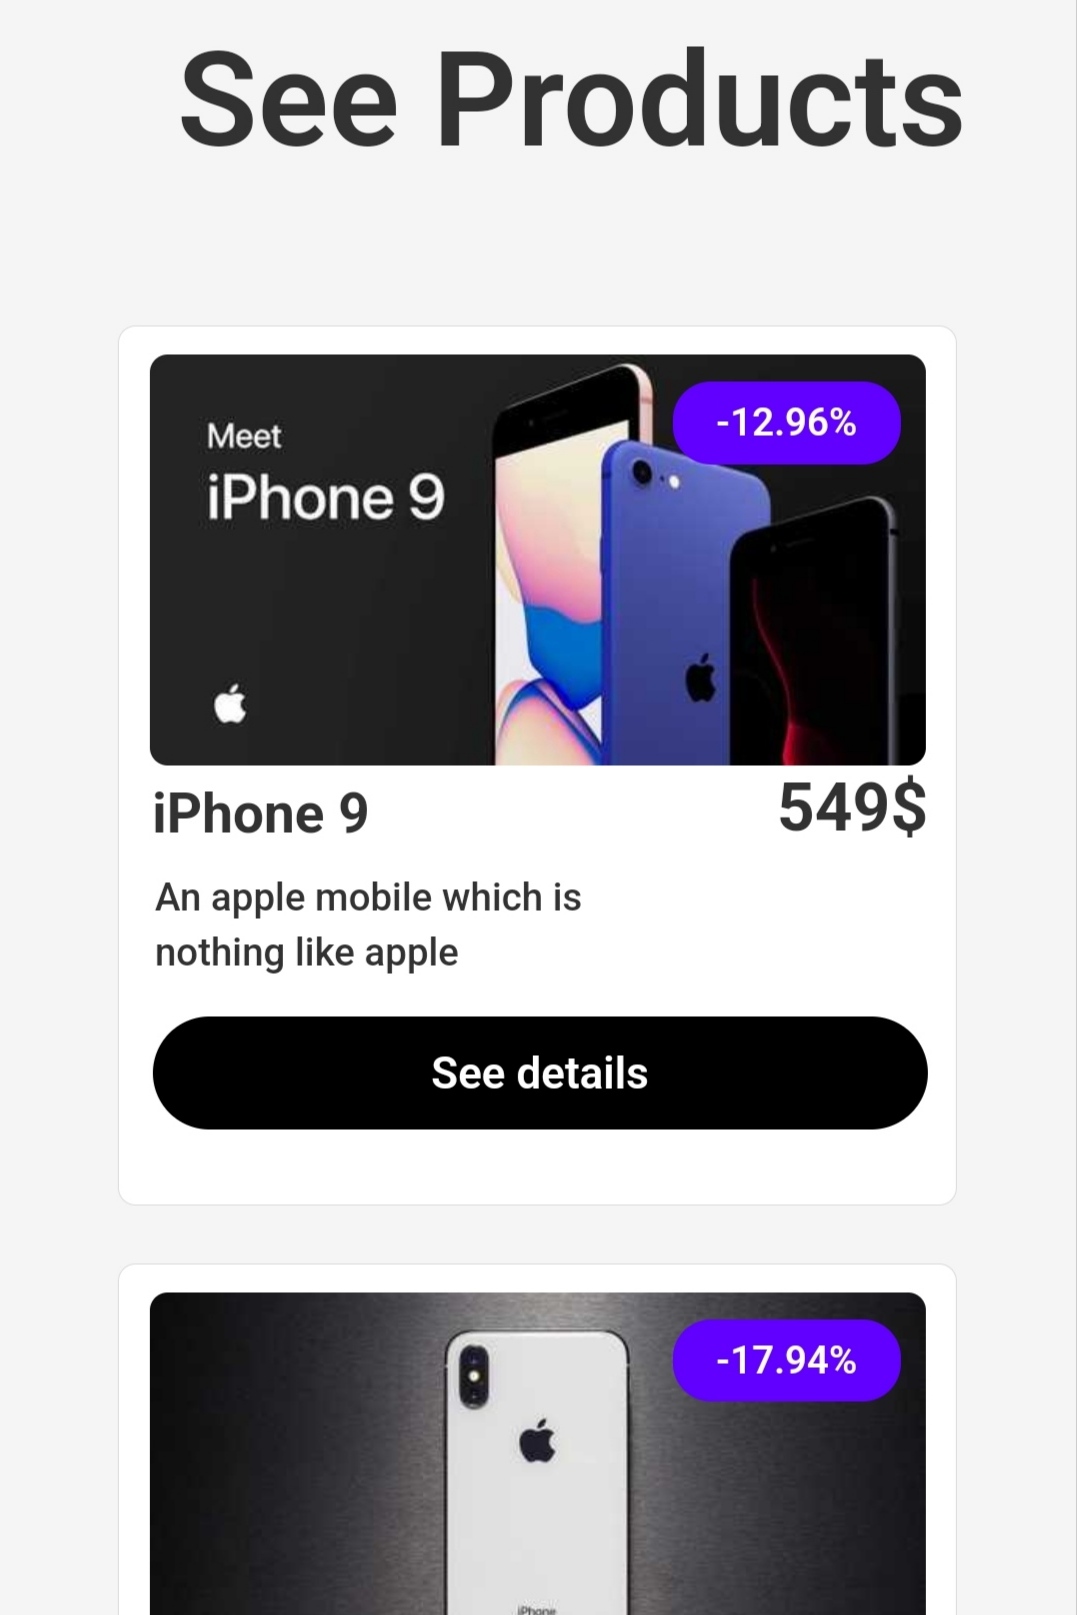 See Products
Meet
iPhone 9
-12.96%
iPhone 9
549$
An apple mobile which is
nothing like apple
See details
-17.94%
iPhone